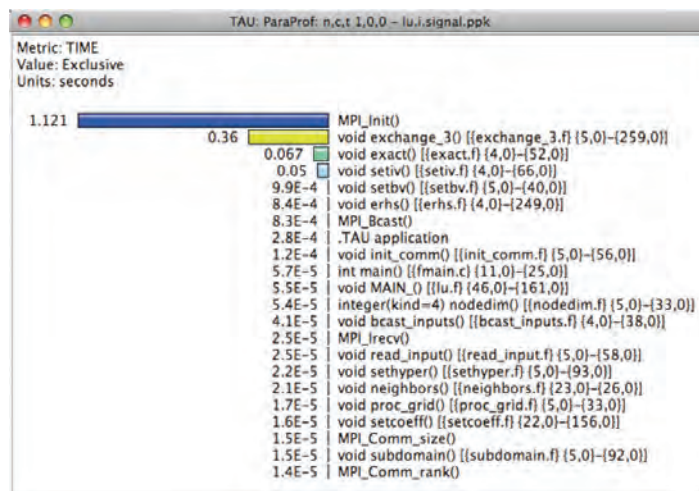 TAU: ParaProf: n,c,t 1,0,0 – lu.i.signal.ppk
Metric: TIME
Value: Exclusive
Units: seconds
1.121 MPI_Init()
0.36 void exchange_3() [{exchange_3.f} {5,0}–{259,0}]
0.067 void exact() [{exact.f} {4,0}–{52,0}]
0.05 void setiv() [{setiv.f} {4,0}–{66,0}]
9.9E-4 void setbv() [{setbv.f} {5,0}–{40,0}]
8.4E-4 void erhs() [{erhs.f} {4,0}–{249,0}]
8.3E-4 MPI_Bcast()
2.8E-4 .TAU application
1.2E-4 void init_comm() [{init_comm.f} {5,0}–{56,0}]
5.7E-5 int main() [{fmain.c} {11,0}–{25,0}]
5.5E-5 void MAIN_() [{lu.f} {46,0}–{161,0}]
5.4E-5 integer(kind=4) nodedim() [{nodedim.f} {5,0}–{33,0}]
4.1E-5 void bcast_inputs() [{bcast_inputs.f} {4,0}–{38,0}]
2.5E-5 MPI_Irecv()
2.5E-5 void read_input() [{read_input.f} {5,0}–{58,0}]
2.2E-5 void sethyper() [{sethyper.f} {5,0}–{93,0}]
2.1E-5 void neighbors() [{neighbors.f} {23,0}–{26,0}]
1.7E-5 void proc_grid() [{proc_grid.f} {5,0}–{33,0}]
1.6E-5 void setcoeff() [{setcoeff.f} {22,0}–{156,0}]
1.5E-5 MPI_Comm_size()
1.5E-5 void subdomain() [{subdomain.f} {5,0}–{92,0}]
1.4E-5 MPI_Comm_rank()